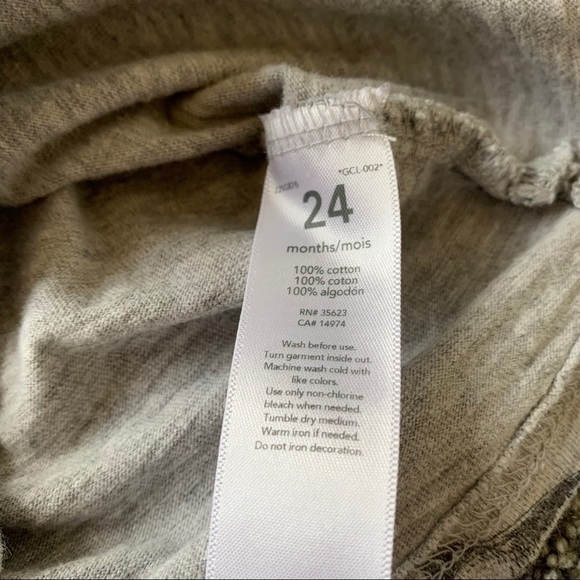 *GCL-002*
24
months/mois
100% cotton
100% coton
100% algodón
RN# 35623
CA# 14974
Wash before use.
Turn garment inside out.
Machine wash cold with
like colors.
Use only non-chlorine
bleach when needed.
Tumble dry medium.
Warm iron if needed.
Do not iron decoration.